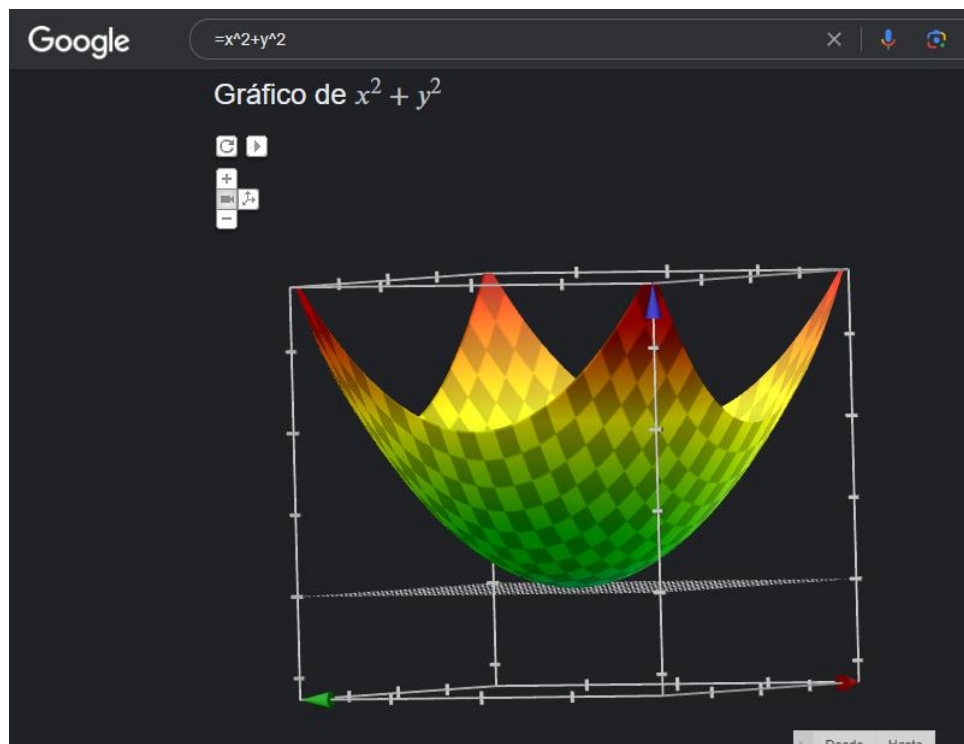 Google
=x^2+y^2
Gráfico de x² + y²
Desde Hasta